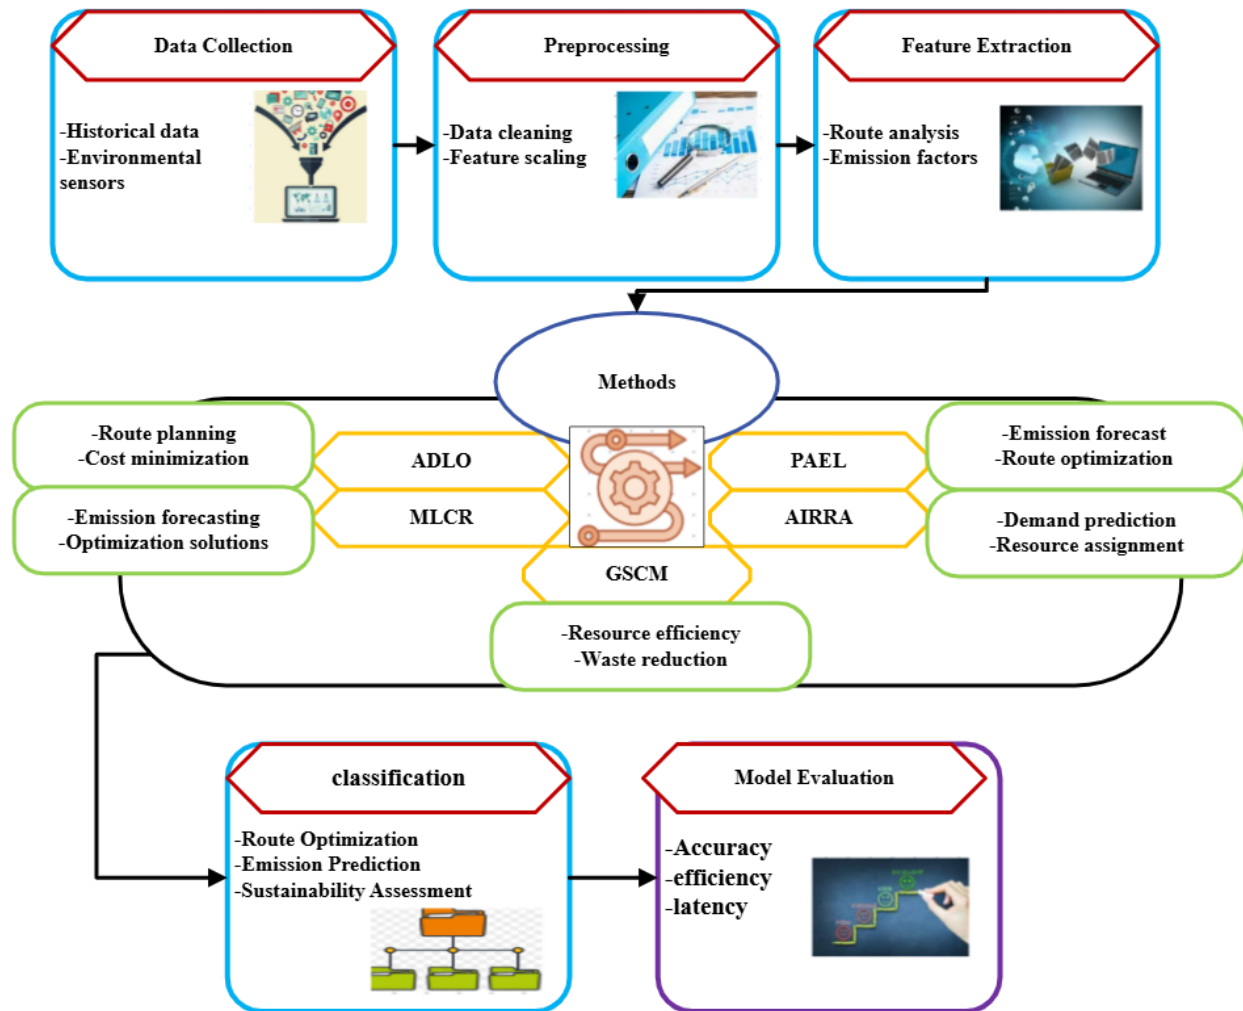 Data Collection
-Historical data
-Environmental
sensors
Preprocessing
-Data cleaning
-Feature scaling
Feature Extraction
-Route analysis
-Emission factors
Methods
-Route planning
-Cost minimization
ADLO
-Emission forecasting
-Optimization solutions
MLCR
PAEL
-Emission forecast
-Route optimization
AIRRA
-Demand prediction
-Resource assignment
GSCM
-Resource efficiency
-Waste reduction
classification
-Route Optimization
-Emission Prediction
-Sustainability Assessment
Model Evaluation
-Accuracy
-efficiency
-latency